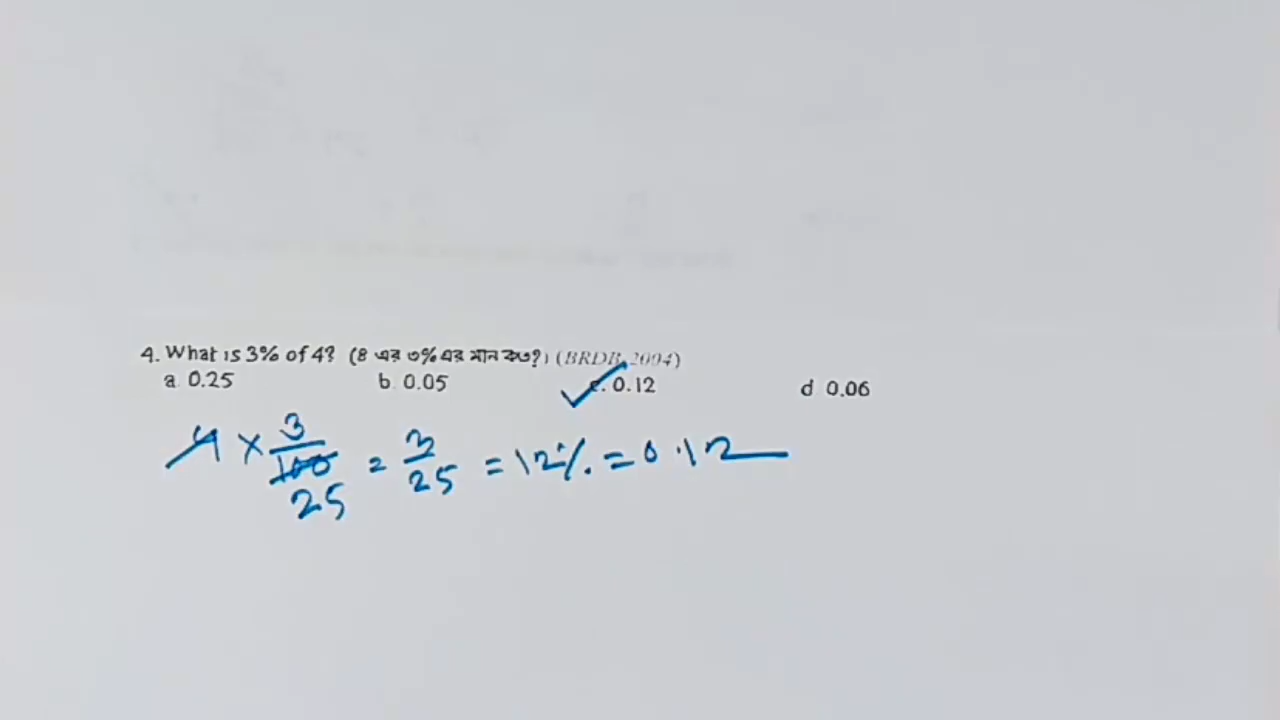 4. What is 3% of 4? (৪ এর ৩% এর মান কত?) (BRDB 2004)
a. 0.25 b. 0.05 c. 0.12 d 0.06
4 × 3/100 = 3/25 = 12% = 0.12
25